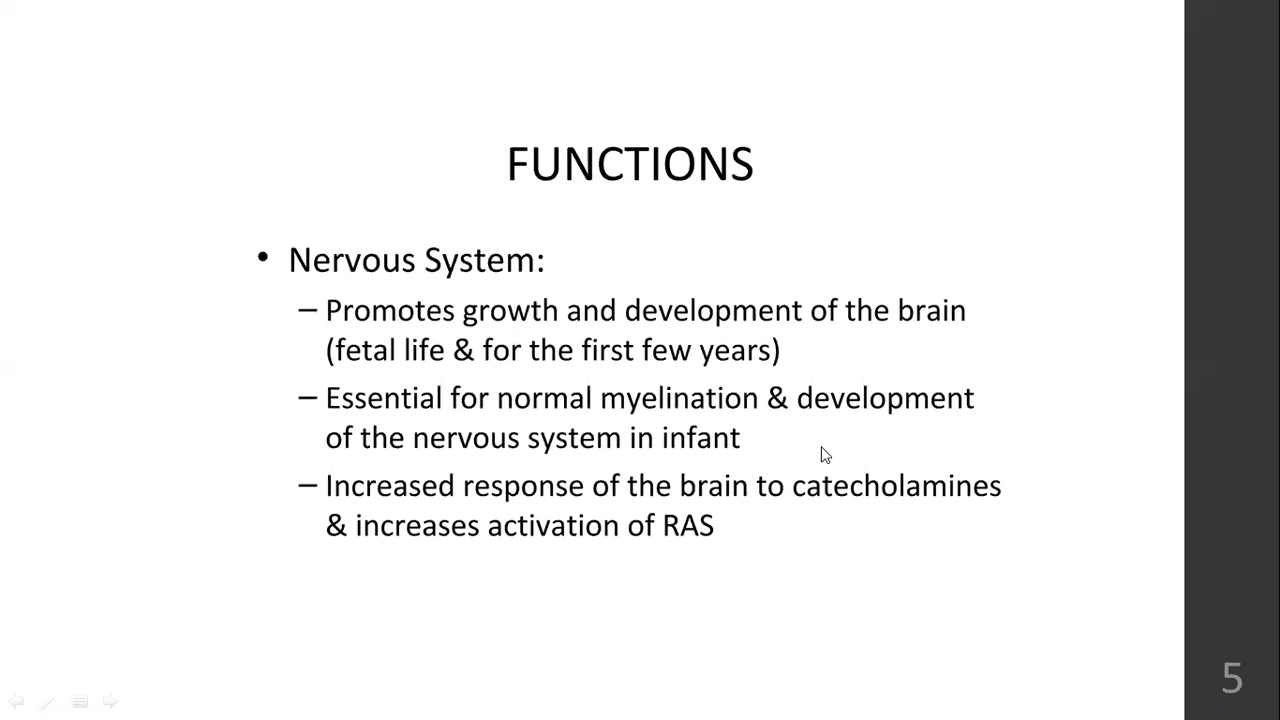 FUNCTIONS
• Nervous System:
– Promotes growth and development of the brain
(fetal life & for the first few years)
– Essential for normal myelination & development
of the nervous system in infant
– Increased response of the brain to catecholamines
& increases activation of RAS
5